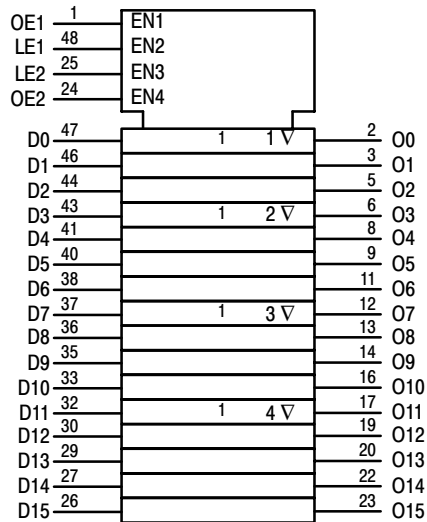 OE1 1 EN1
LE1 48 EN2
LE2 25 EN3
OE2 24 EN4
D0 47 1 1 ∇ 2 O0
D1 46 3 O1
D2 44 5 O2
D3 43 1 2 ∇ 6 O3
D4 41 8 O4
D5 40 9 O5
D6 38 11 O6
D7 37 1 3 ∇ 12 O7
D8 36 13 O8
D9 35 14 O9
D10 33 16 O10
D11 32 1 4 ∇ 17 O11
D12 30 19 O12
D13 29 20 O13
D14 27 22 O14
D15 26 23 O15